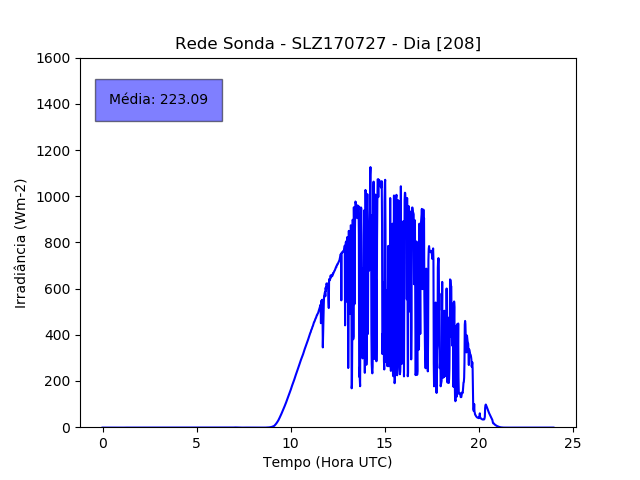 Rede Sonda - SLZ170727 - Dia [208]
1600
1400
1200
1000
800
600
400
200
0
Média: 223.09
Irradiância (Wm-2)
0 5 10 15 20 25
Tempo (Hora UTC)